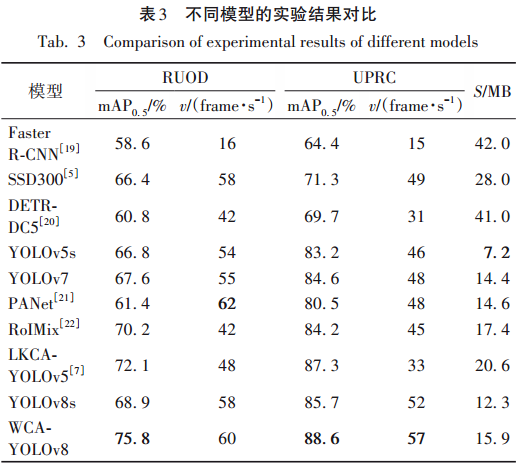 表3 不同模型的实验结果对比
Tab. 3 Comparison of experimental results of different models
模型 RUOD UPRC S/MB
mAP0.5/% v/(frame·s⁻¹) mAP0.5/% v/(frame·s⁻¹)
Faster
R-CNN[19] 58.6 16 64.4 15 42.0
SSD300[5] 66.4 58 71.3 49 28.0
DETR-
DC5[20] 60.8 42 69.7 31 41.0
YOLOv5s 66.8 54 83.2 46 7.2
YOLOv7 67.6 55 84.6 48 14.4
PANet[21] 61.4 62 80.5 48 14.6
RoIMix[22] 70.2 42 84.2 45 17.4
LKCA-
YOLOv5[7] 72.1 48 87.3 33 20.6
YOLOv8s 68.9 58 85.7 52 12.3
WCA-
YOLOv8 75.8 60 88.6 57 15.9